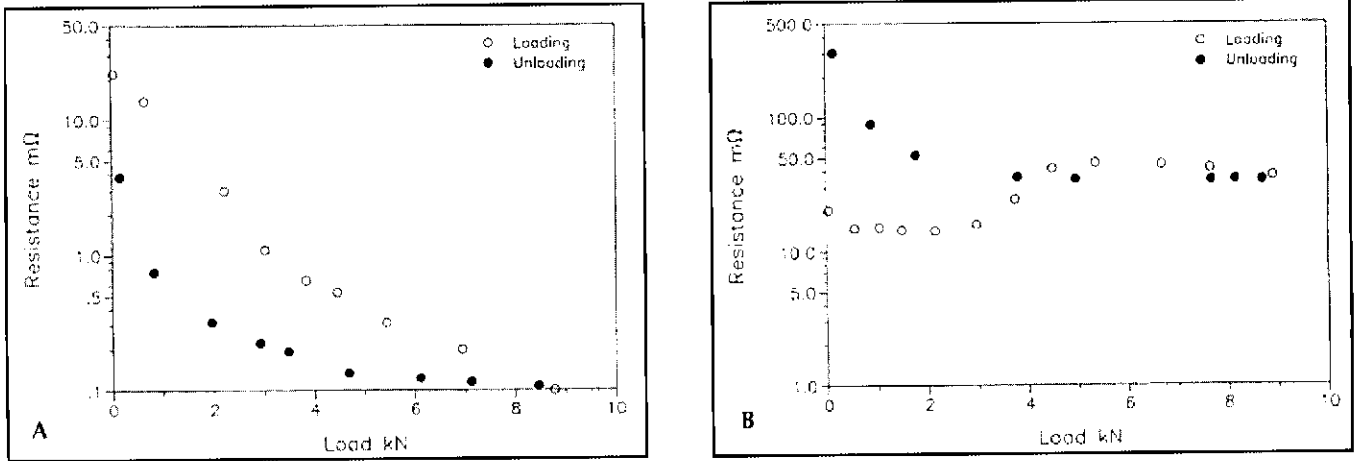 50.0
Loading
Unloading
10.0
5.0
1.0
.5
.1
0 2 4 6 8 10
Resistance mΩ
Load kN
A
500.0
Loading
Unloading
100.0
50.0
10.0
5.0
1.0
0 2 4 6 8 10
Resistance mΩ
Load kN
B